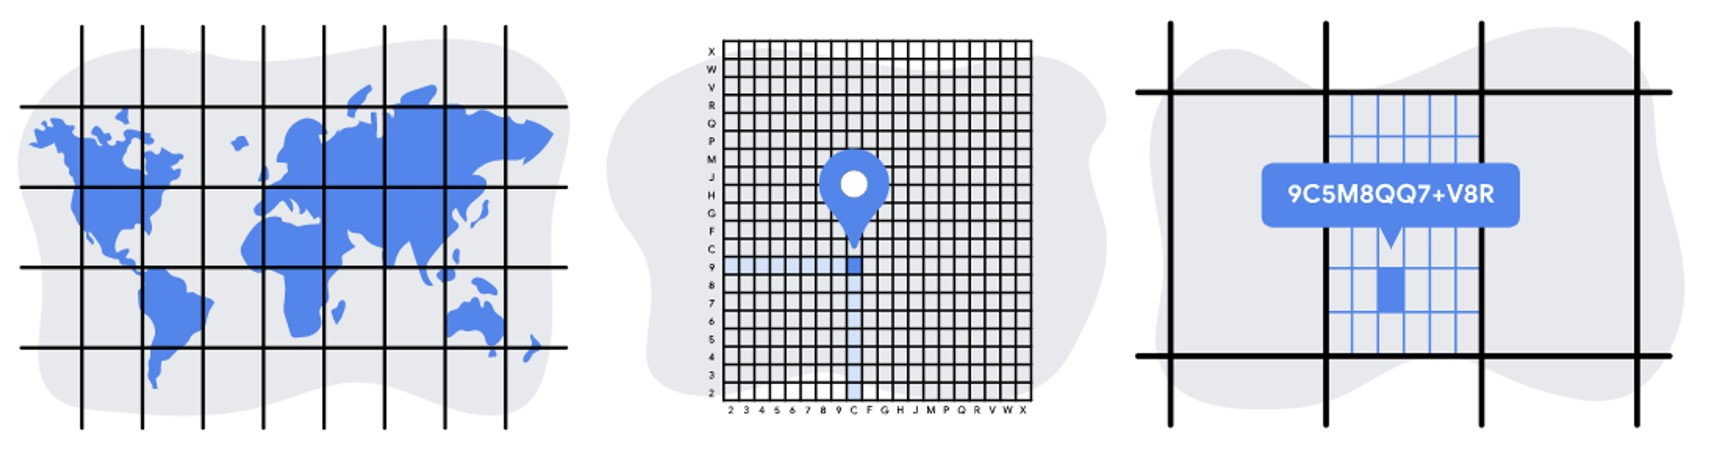 X
W
V
R
Q
P
M
J
H
G
F
C
9
8
7
6
5
4
3
2
2 3 4 5 6 7 8 9 C F G H J M P Q R V W X
9C5M8QQ7+V8R